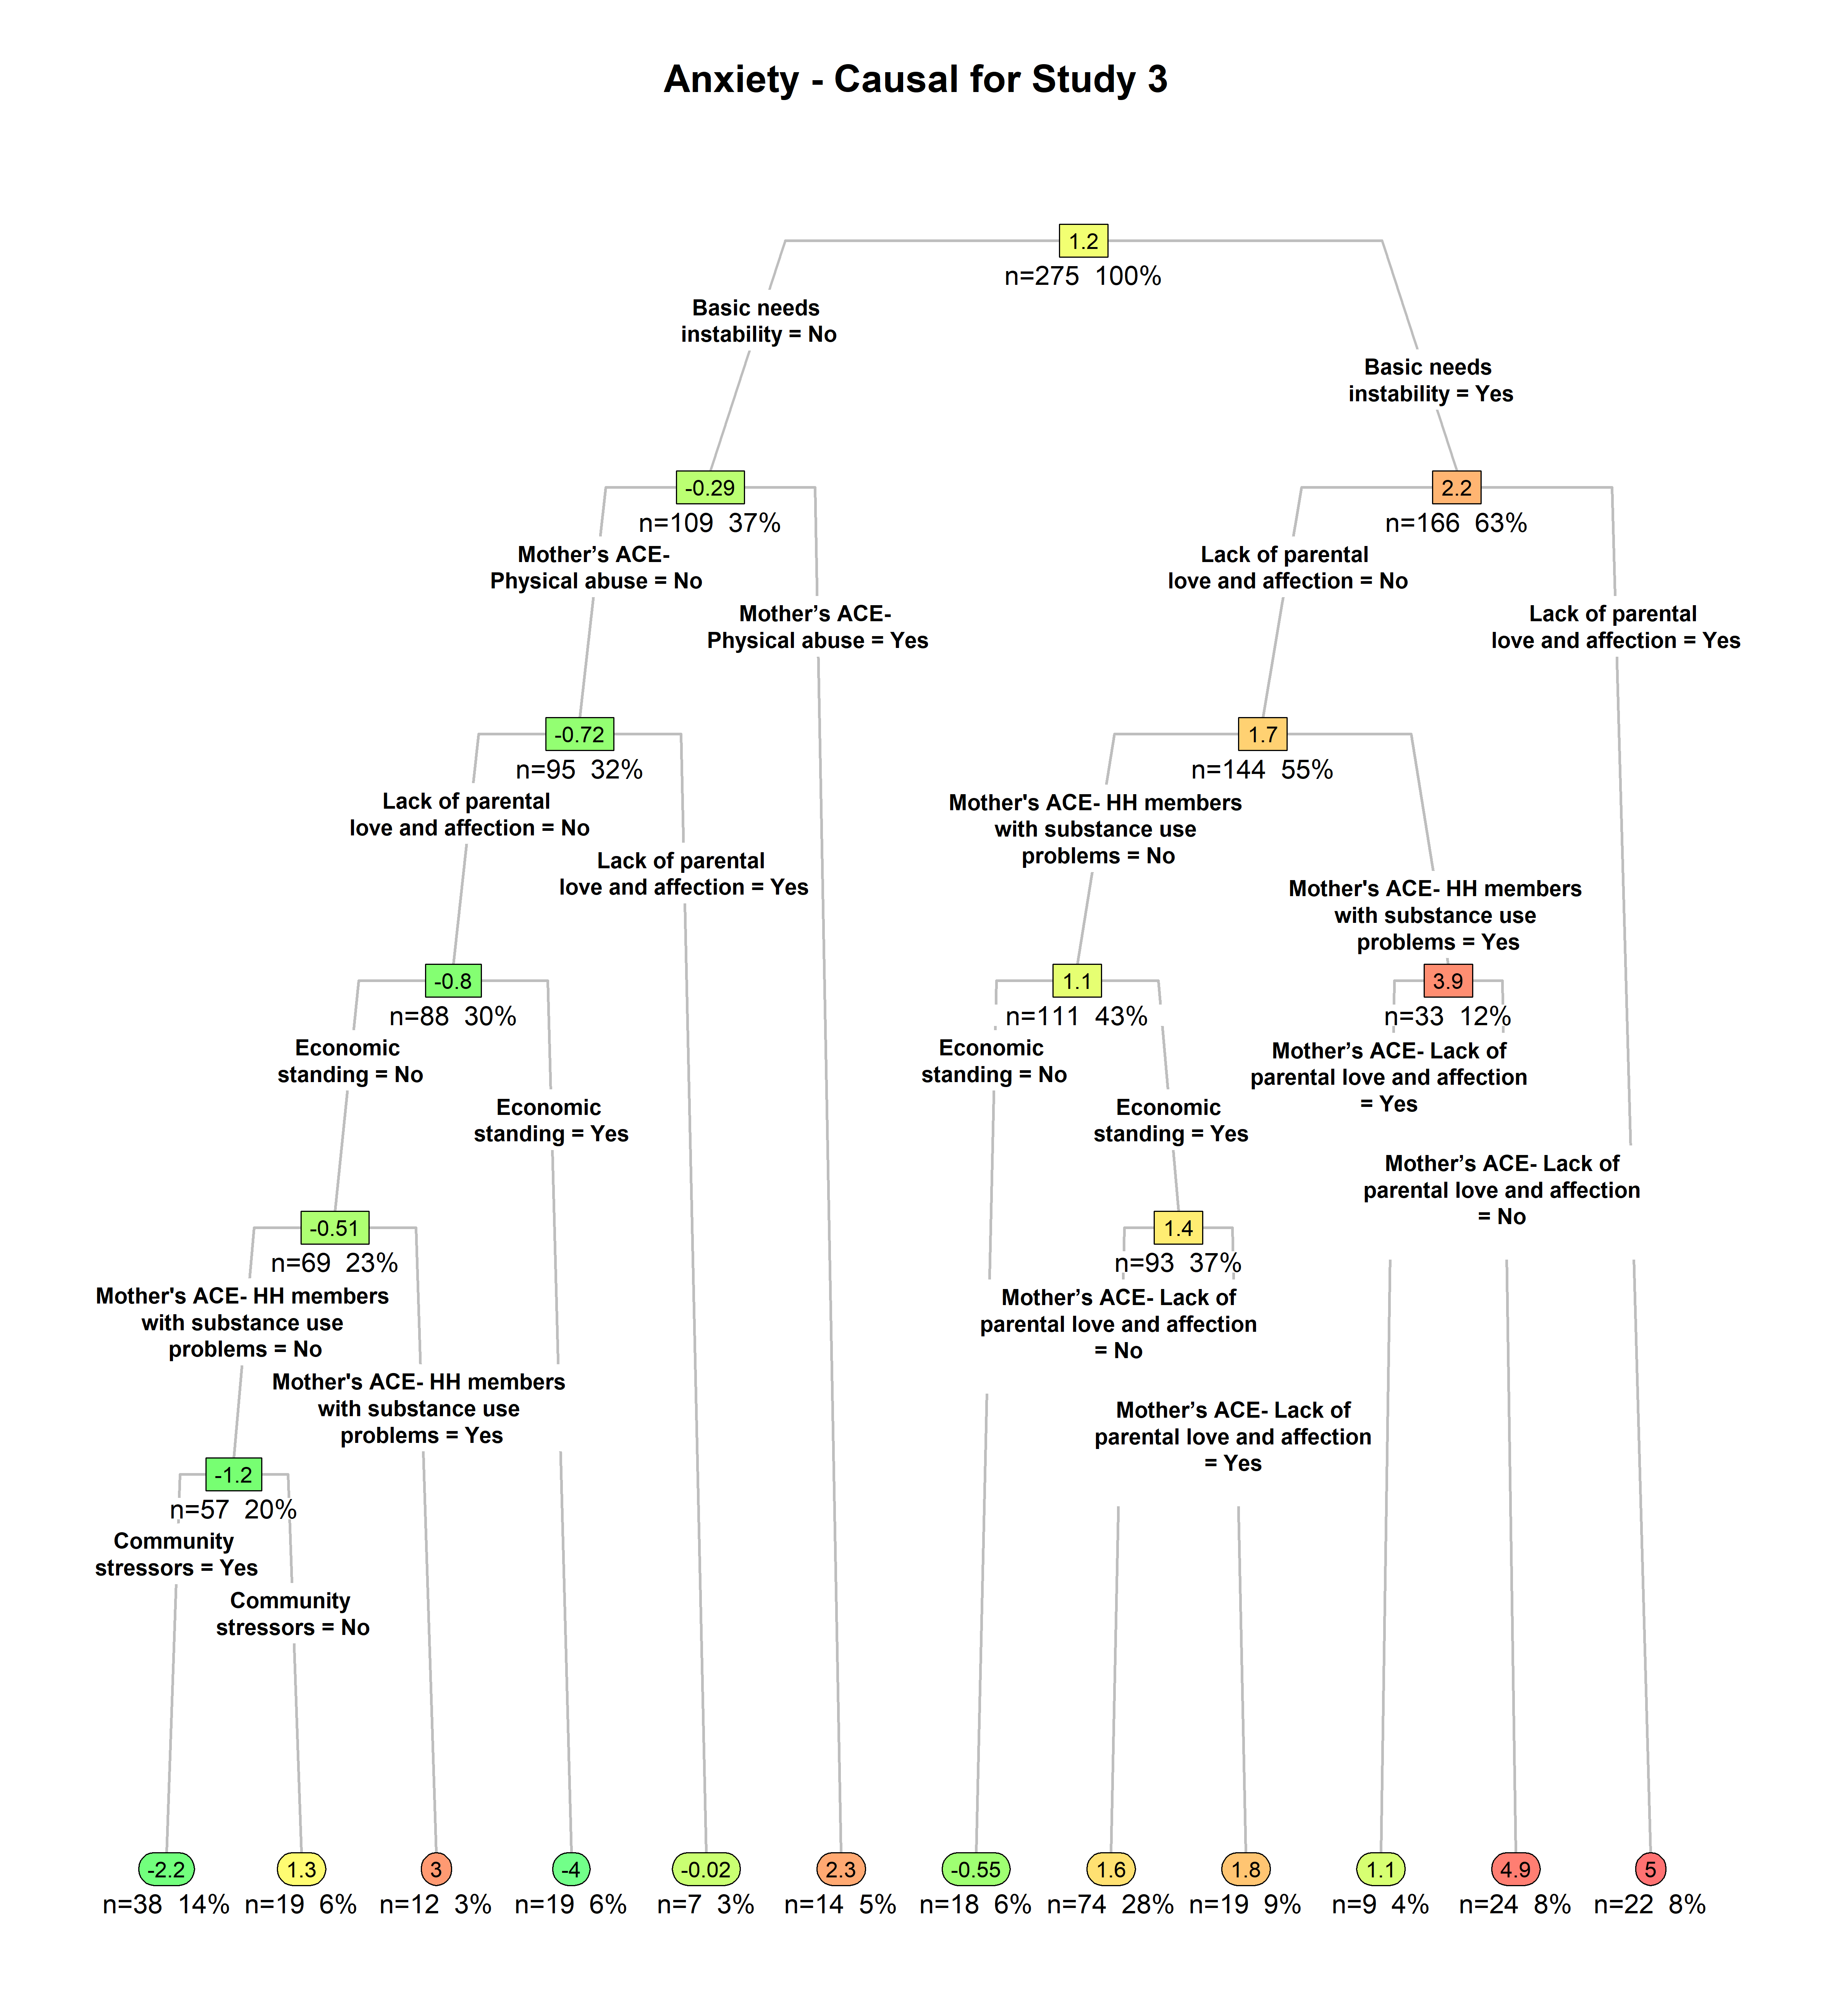 Anxiety - Causal for Study 3
1.2
n=275 100%
Basic needs
instability = No
Basic needs
instability = Yes
-0.29
n=109 37%
2.2
n=166 63%
Mother’s ACE-
Physical abuse = No
Mother’s ACE-
Physical abuse = Yes
Lack of parental
love and affection = No
Lack of parental
love and affection = Yes
-0.72
n=95 32%
1.7
n=144 55%
Lack of parental
love and affection = No
Lack of parental
love and affection = Yes
Mother's ACE- HH members
with substance use
problems = No
Mother's ACE- HH members
with substance use
problems = Yes
-0.8
n=88 30%
1.1
n=111 43%
3.9
n=33 12%
Economic
standing = No
Economic
standing = Yes
Economic
standing = No
Economic
standing = Yes
Mother’s ACE- Lack of
parental love and affection
= Yes
Mother’s ACE- Lack of
parental love and affection
= No
-0.51
n=69 23%
1.4
n=93 37%
Mother's ACE- HH members
with substance use
problems = No
Mother's ACE- HH members
with substance use
problems = Yes
Mother’s ACE- Lack of
parental love and affection
= No
Mother’s ACE- Lack of
parental love and affection
= Yes
-1.2
n=57 20%
Community
stressors = Yes
Community
stressors = No
-2.2
n=38 14%
1.3
n=19 6%
3
n=12 3%
-4
n=19 6%
-0.02
n=7 3%
2.3
n=14 5%
-0.55
n=18 6%
1.6
n=74 28%
1.8
n=19 9%
1.1
n=9 4%
4.9
n=24 8%
5
n=22 8%